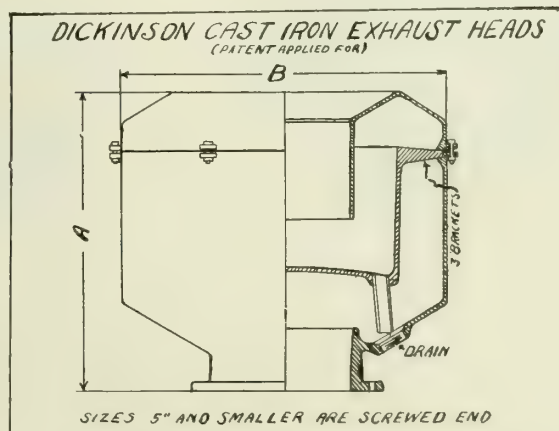 DICKINSON CAST IRON EXHAUST HEADS
(PATENT APPLIED FOR)
B
A
3 BRACKETS
DRAIN
SIZES 5" AND SMALLER ARE SCREWED END